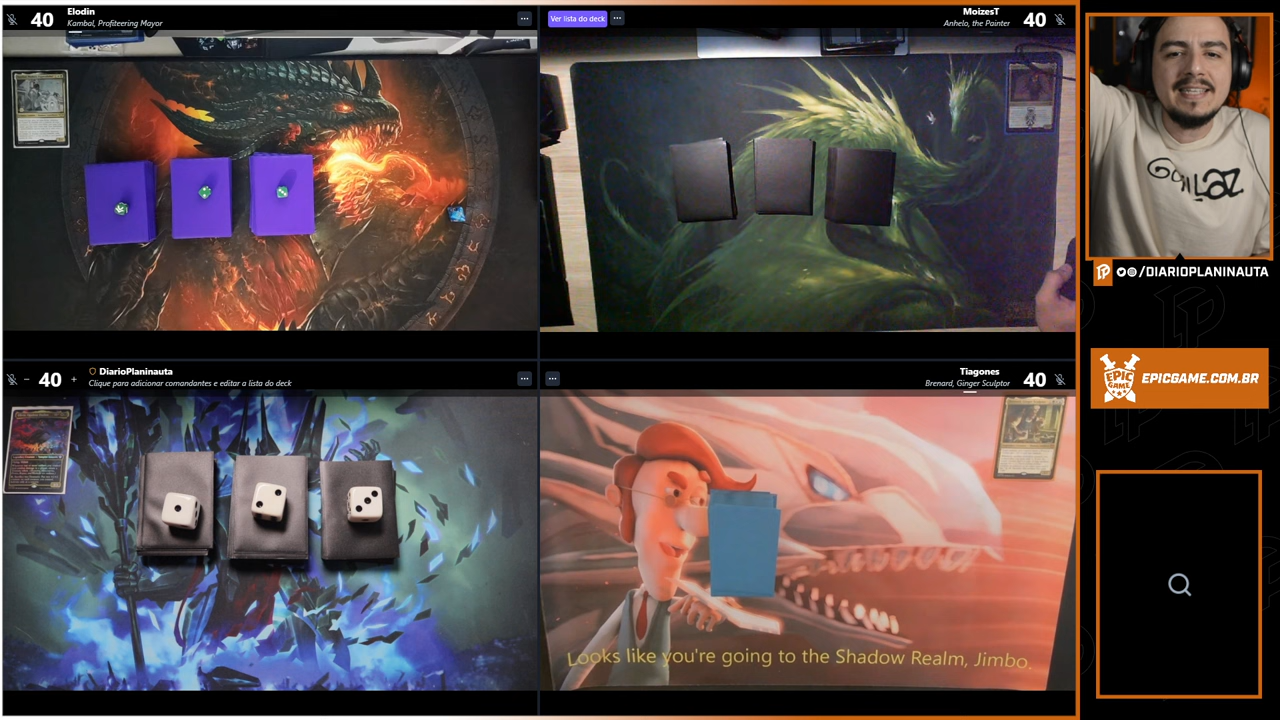 40
Elodin
Kambal, Profiteering Mayor
Ver lista do deck
MoizesT
Anhelo, the Painter
40
40
DiarioPlaninauta
Clique para adicionar comandantes e editar a lista do deck
Tiagones
Brenard, Ginger Sculptor
40
Looks like you're going to the Shadow Realm, Jimbo.
/DIARIOPLANINAUTA
EPIC
GAME
EPICGAME.COM.BR